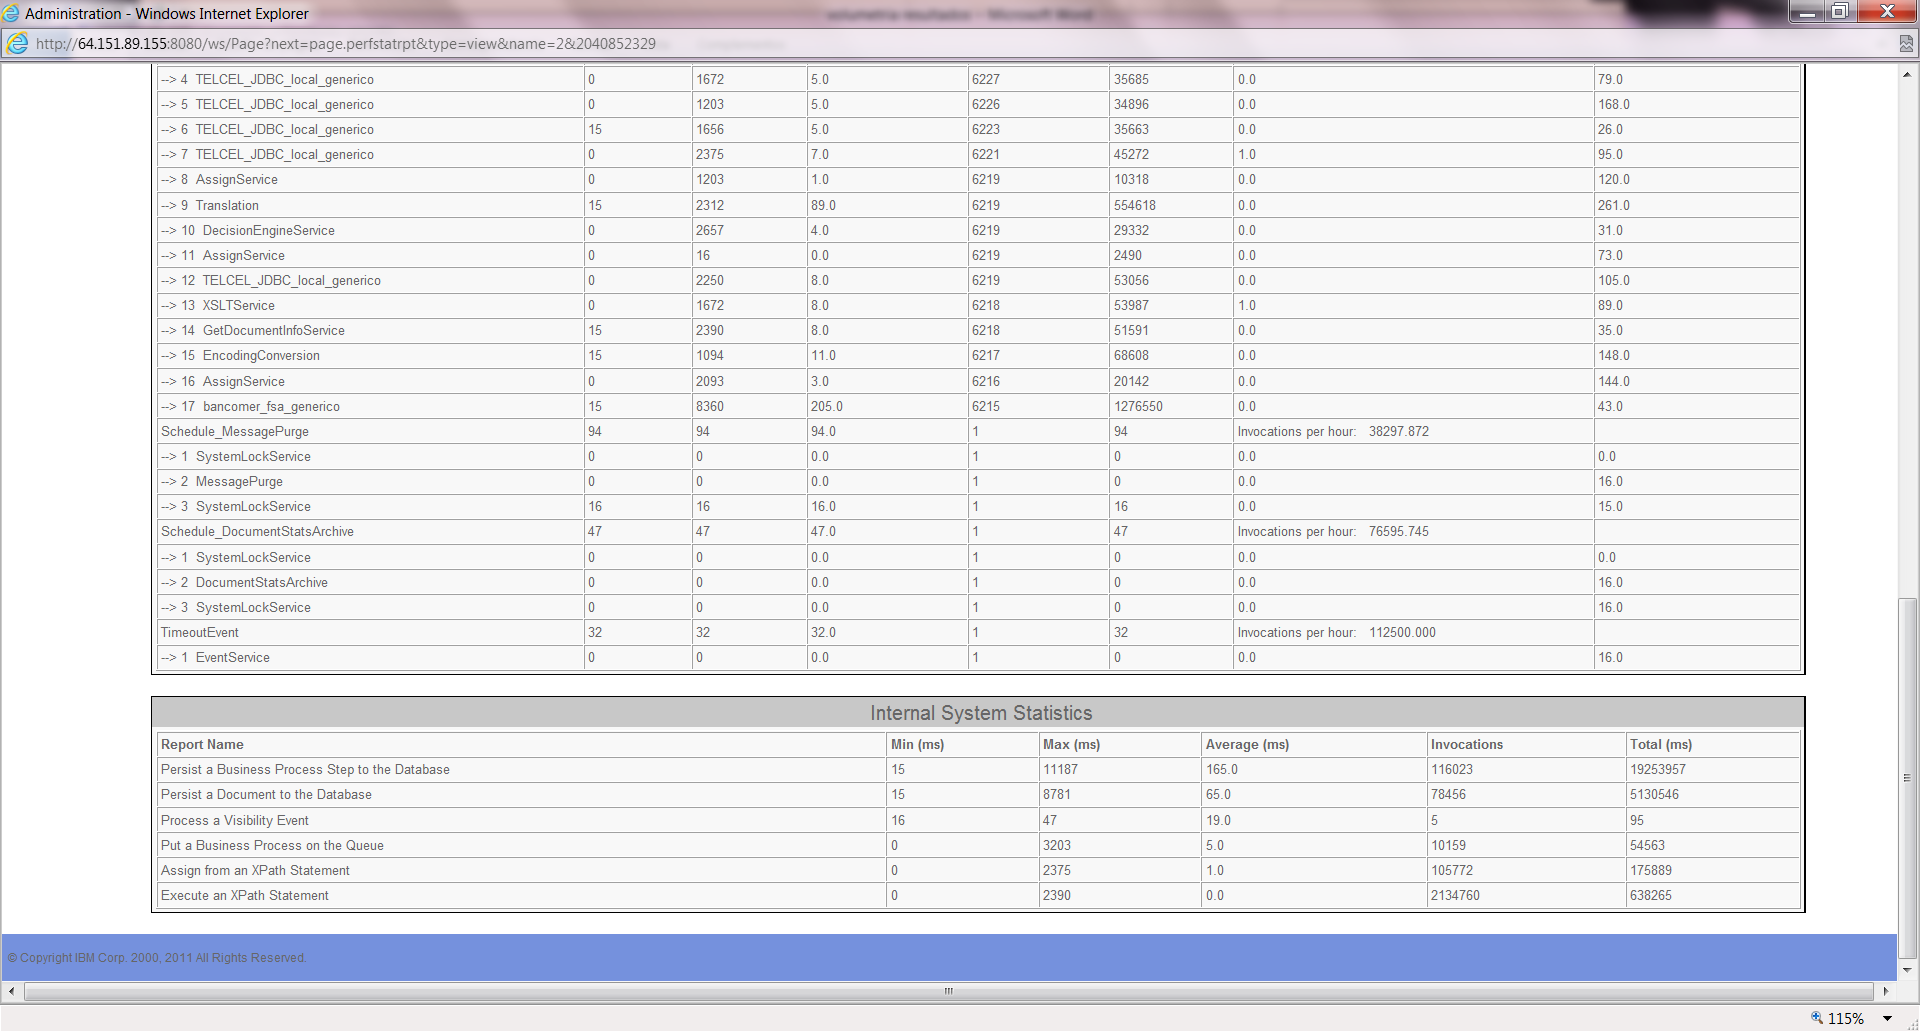 Administration - Windows Internet Explorer
http://64.151.89.155:8080/ws/Page?next=page.perfstatrpt&type=view&name=2&2040852329
--> 4 TELCEL_JDBC_local_generico 0 1672 5.0 6227 35685 0.0 79.0
--> 5 TELCEL_JDBC_local_generico 0 1203 5.0 6226 34896 0.0 168.0
--> 6 TELCEL_JDBC_local_generico 15 1656 5.0 6223 35663 0.0 26.0
--> 7 TELCEL_JDBC_local_generico 0 2375 7.0 6221 45272 1.0 95.0
--> 8 AssignService 0 1203 1.0 6219 10318 0.0 120.0
--> 9 Translation 15 2312 89.0 6219 554618 0.0 261.0
--> 10 DecisionEngineService 0 2657 4.0 6219 29332 0.0 31.0
--> 11 AssignService 0 16 0.0 6219 2490 0.0 73.0
--> 12 TELCEL_JDBC_local_generico 0 2250 8.0 6219 53056 0.0 105.0
--> 13 XSLTService 0 1672 8.0 6218 53987 1.0 89.0
--> 14 GetDocumentInfoService 15 2390 8.0 6218 51591 0.0 35.0
--> 15 EncodingConversion 15 1094 11.0 6217 68608 0.0 148.0
--> 16 AssignService 0 2093 3.0 6216 20142 0.0 144.0
--> 17 bancomer_fsa_generico 15 8360 205.0 6215 1276550 0.0 43.0
Schedule_MessagePurge 94 94 94.0 1 94 Invocations per hour: 38297.872
--> 1 SystemLockService 0 0 0.0 1 0 0.0 0.0
--> 2 MessagePurge 0 0 0.0 1 0 0.0 16.0
--> 3 SystemLockService 16 16 16.0 1 16 0.0 15.0
Schedule_DocumentStatsArchive 47 47 47.0 1 47 Invocations per hour: 76595.745
--> 1 SystemLockService 0 0 0.0 1 0 0.0 0.0
--> 2 DocumentStatsArchive 0 0 0.0 1 0 0.0 16.0
--> 3 SystemLockService 0 0 0.0 1 0 0.0 16.0
TimeoutEvent 32 32 32.0 1 32 Invocations per hour: 112500.000
--> 1 EventService 0 0 0.0 1 0 0.0 16.0
Internal System Statistics
Report Name Min (ms) Max (ms) Average (ms) Invocations Total (ms)
Persist a Business Process Step to the Database 15 11187 165.0 116023 19253957
Persist a Document to the Database 15 8781 65.0 78456 5130546
Process a Visibility Event 16 47 19.0 5 95
Put a Business Process on the Queue 0 3203 5.0 10159 54563
Assign from an XPath Statement 0 2375 1.0 105772 175889
Execute an XPath Statement 0 2390 0.0 2134760 638265
© Copyright IBM Corp. 2000, 2011 All Rights Reserved.
115%